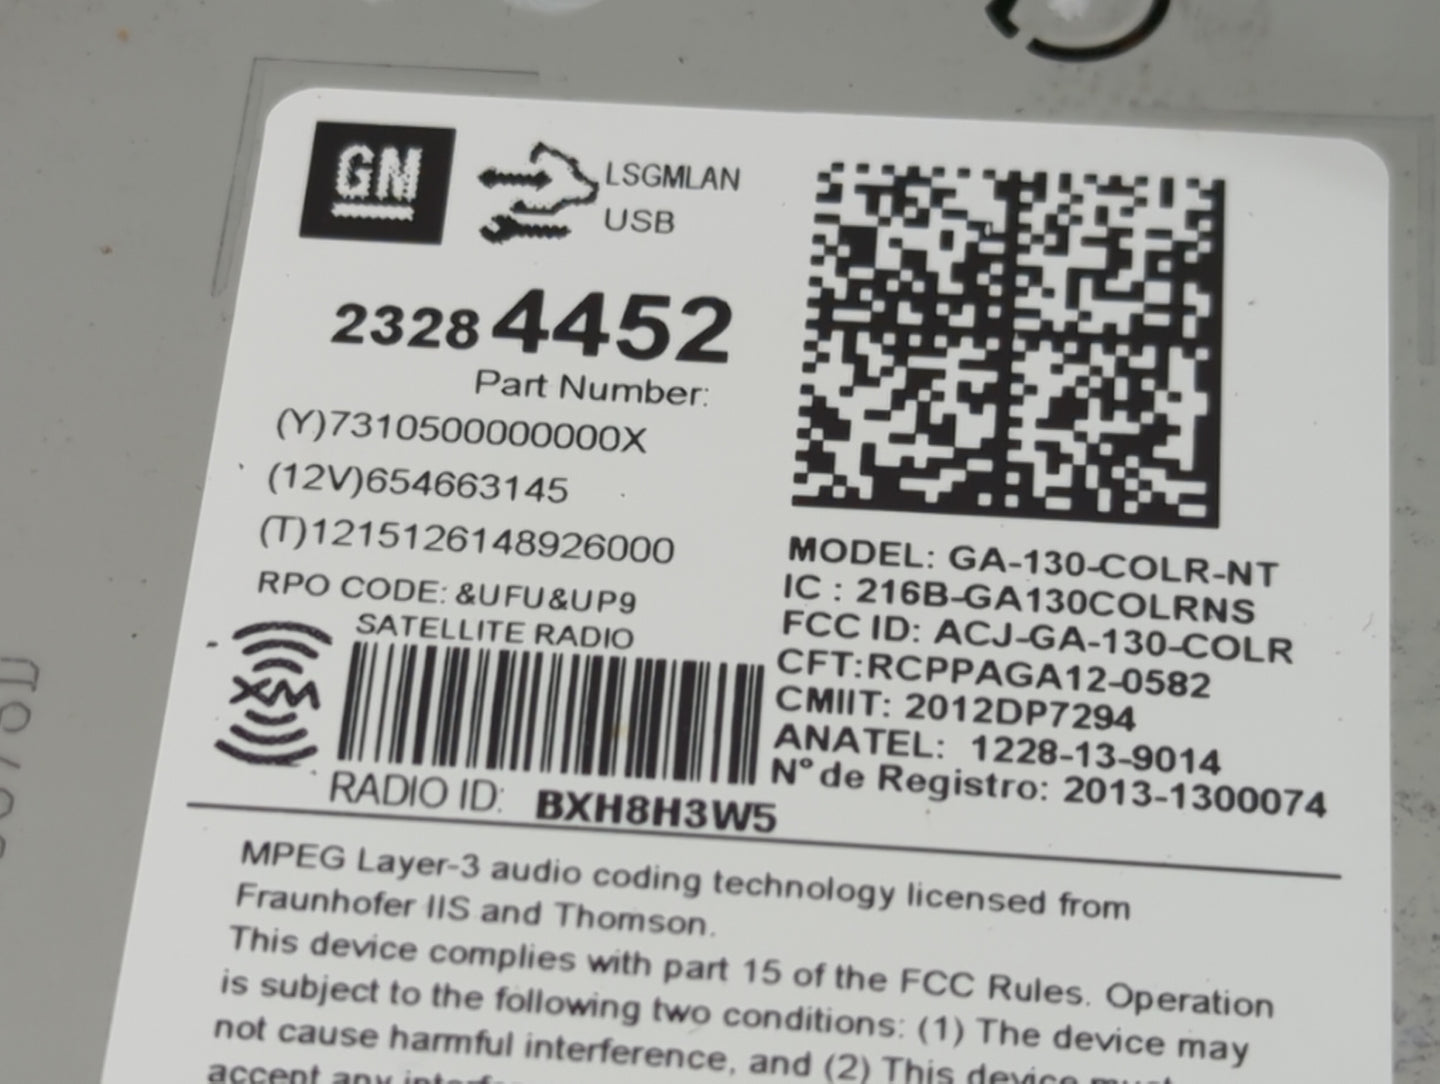 GM
LSGMLAN
USB
23284452
Part Number:
(Y)7310500000000X
(12V)654663145
(T)1215126148926000
RPO CODE: &UFU&UP9
SATELLITE RADIO
XM
RADIO ID: BXH8H3W5
MODEL: GA-130-COLR-NT
IC : 216B-GA130COLRNS
FCC ID: ACJ-GA-130-COLR
CFT:RCPPAGA12-0582
CMIIT: 2012DP7294
ANATEL: 1228-13-9014
N° de Registro: 2013-1300074
MPEG Layer-3 audio coding technology licensed from
Fraunhofer IIS and Thomson.
This device complies with part 15 of the FCC Rules. Operation
is subject to the following two conditions: (1) The device may
not cause harmful interference, and (2) This device must
accept any